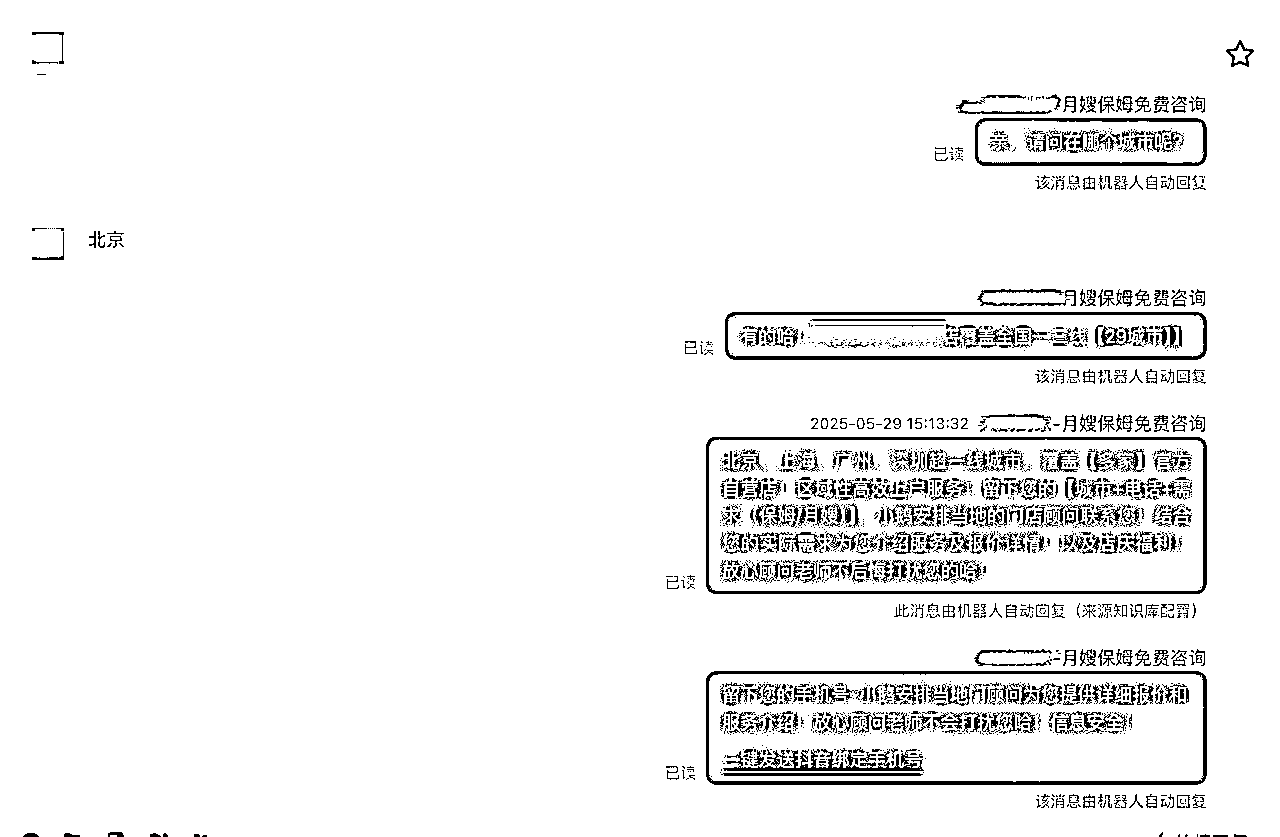 月嫂保姆免费咨询
亲，请问在哪个城市呢?
已读
该消息由机器人自动回复
北京
月嫂保姆免费咨询
有的哈
店覆盖全国一二线【29城市】
已读
该消息由机器人自动回复
2025-05-29 15:13:32
-月嫂保姆免费咨询
北京、上海、广州、深圳超一线城市，覆盖【多家】官方
自营店！区域性高效上户服务！留下您的【城市+电话+需
求（保姆/月嫂）】，小鹅安排当地的门店顾问联系您！结合
您的实际需求为您介绍服务及报价详情！以及店庆福利！
放心顾问老师不后每打扰您的哈！
已读
此消息由机器人自动回复（来源知识库配置）
-月嫂保姆免费咨询
留下您的手机号~小鹅安排当地门顾问为您提供详细报价和
服务介绍！放心顾问老师不会打扰您哈！信息安全！
一键发送抖音绑定手机号
已读
该消息由机器人自动回复